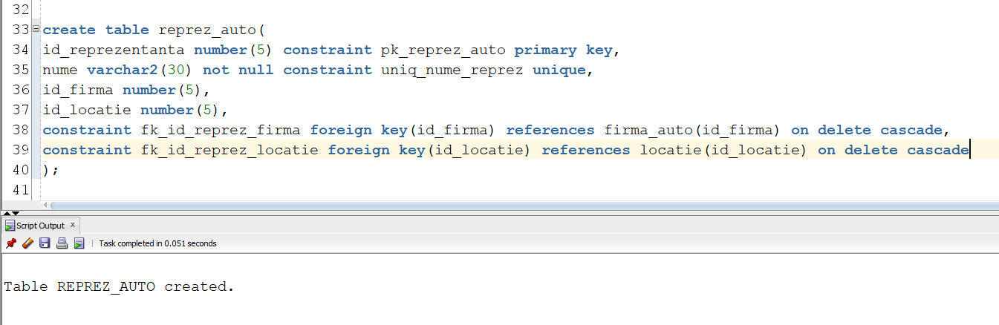 32
33 create table reprez_auto(
34 id_reprezentanta number(5) constraint pk_reprez_auto primary key,
35 nume varchar2(30) not null constraint uniq_nume_reprez unique,
36 id_firma number(5),
37 id_locatie number(5),
38 constraint fk_id_reprez_firma foreign key(id_firma) references firma_auto(id_firma) on delete cascade,
39 constraint fk_id_reprez_locatie foreign key(id_locatie) references locatie(id_locatie) on delete cascade
40 );
41
Script Output x
Task completed in 0.051 seconds
Table REPREZ_AUTO created.